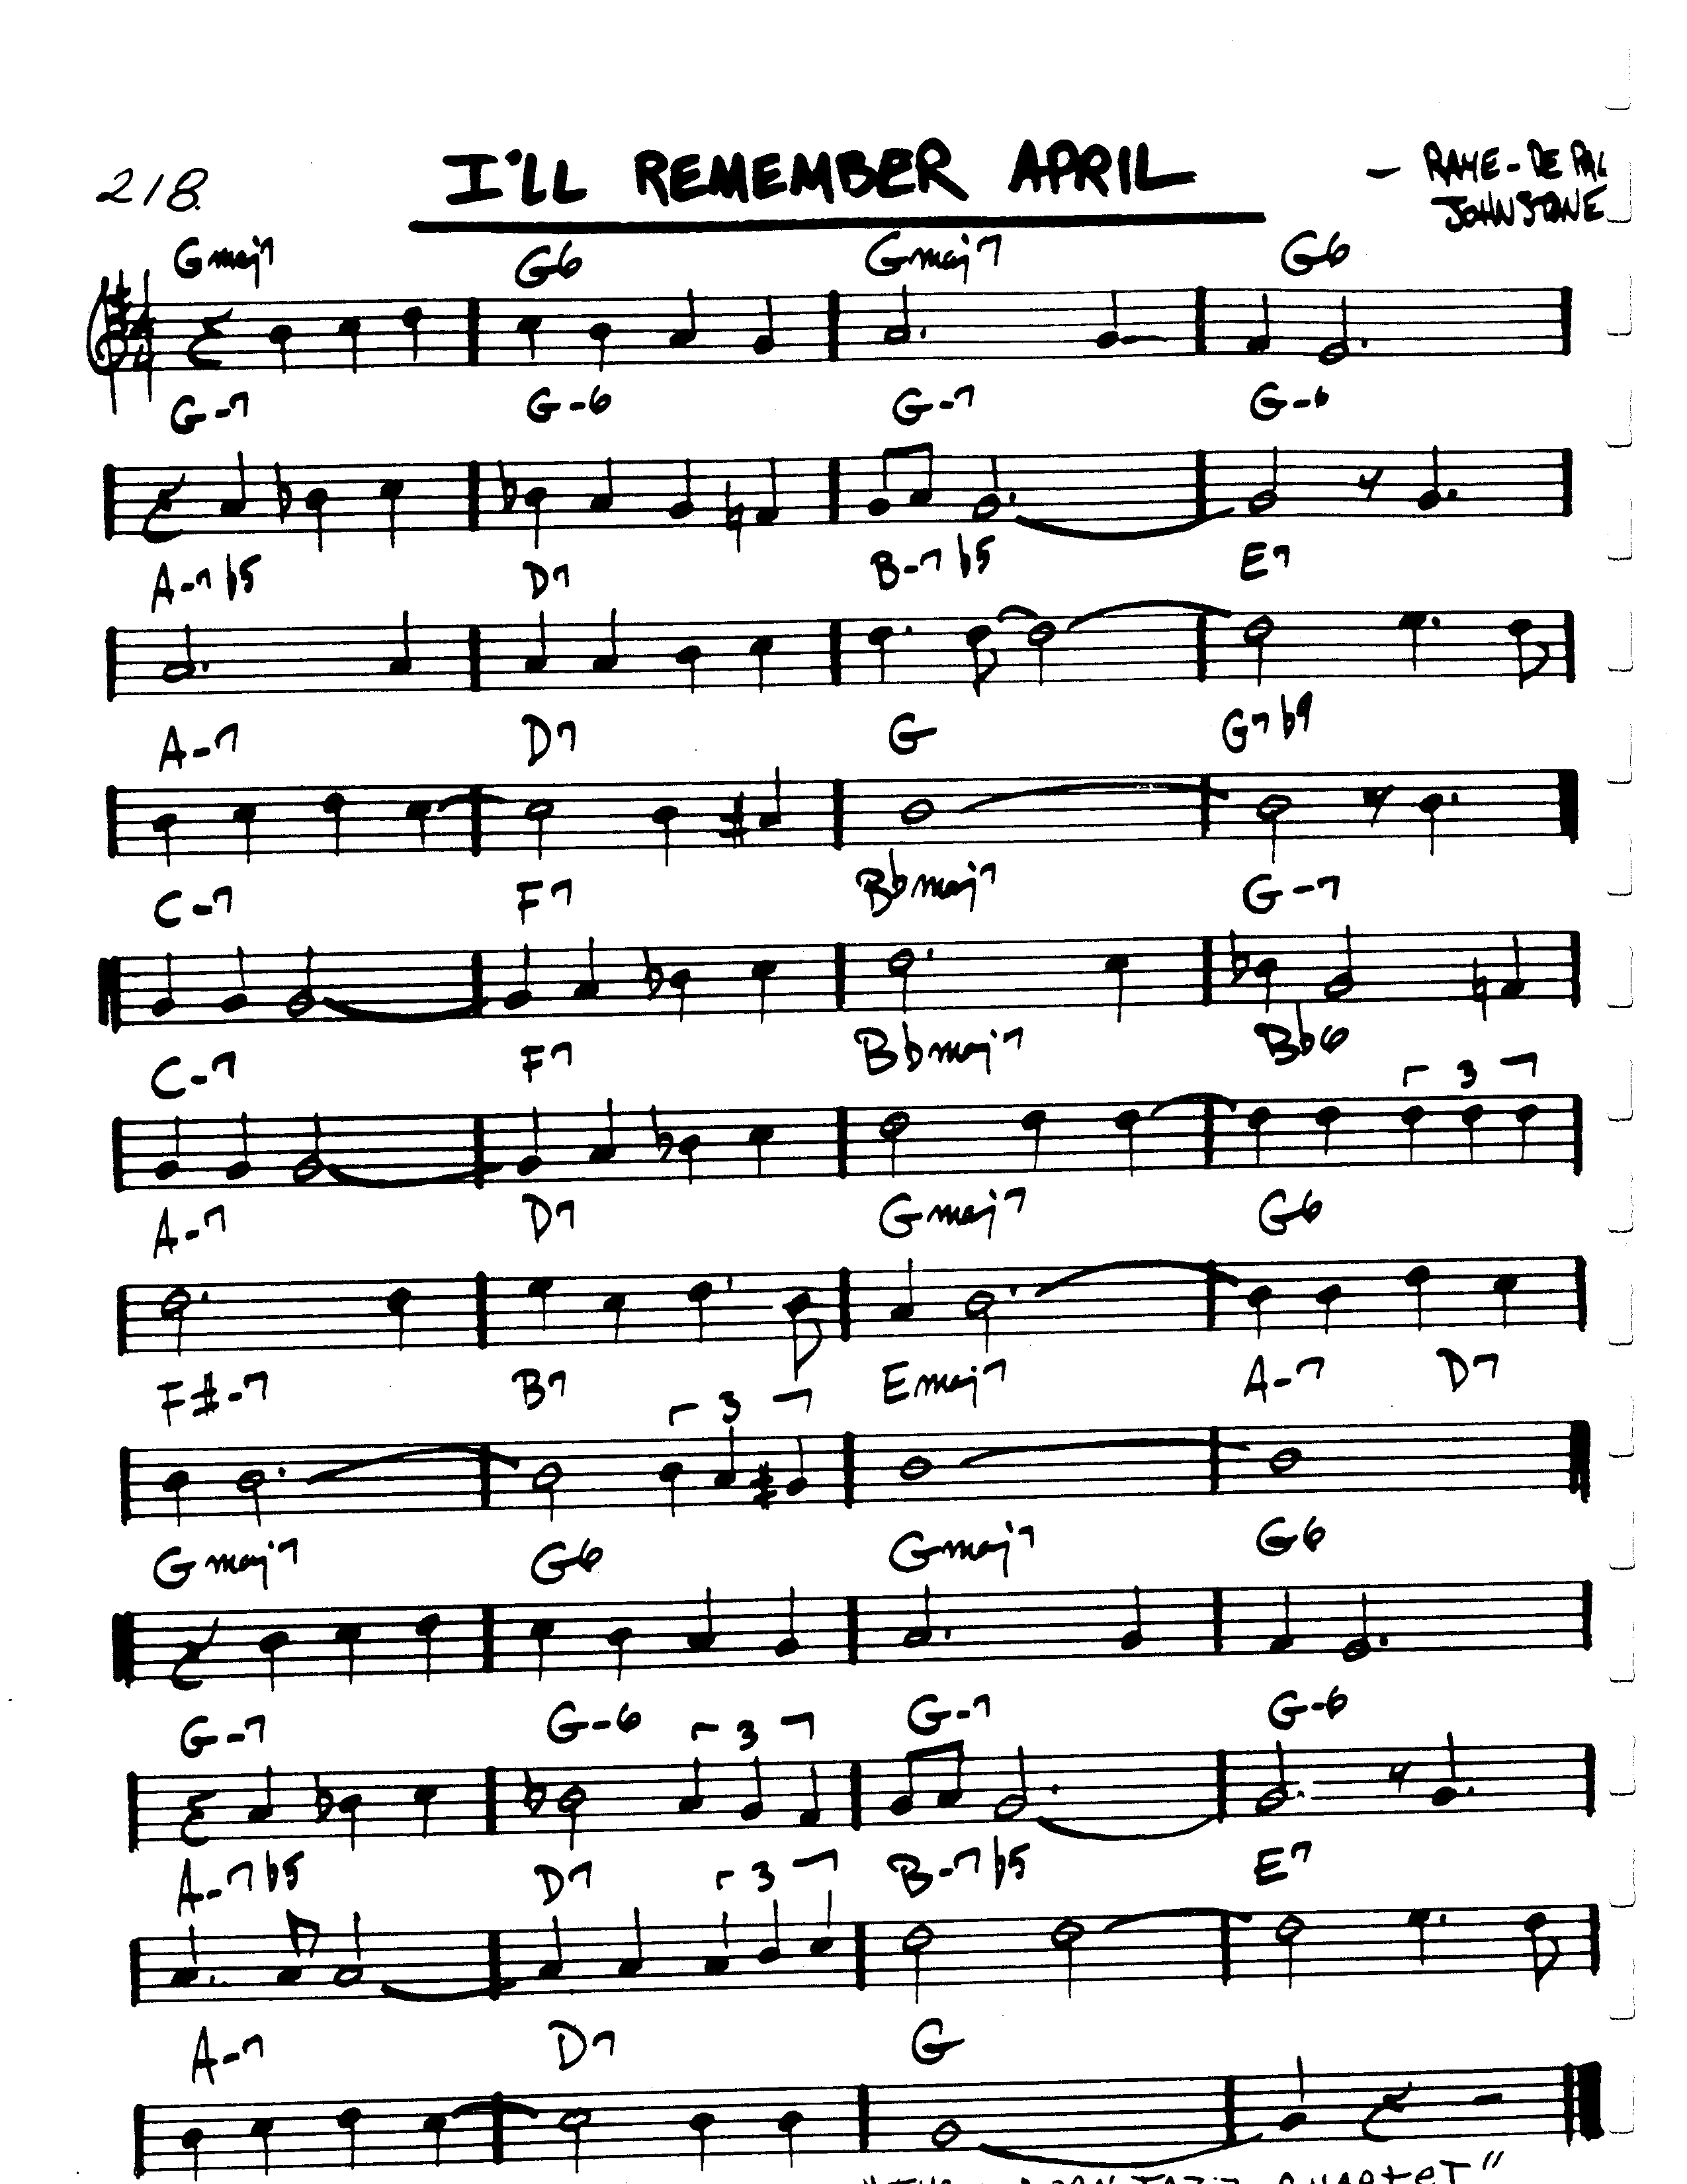 218.
I'LL REMEMBER APRIL
– RAYE – DE PAL
JOHNSTONE
Gmaj7 G6 Gmaj7 G6
G-7 G-6 G-7 G-6
A-7b5 D7 B-7b5 E7
A-7 D7 G G7b9
C-7 F7 Bbmaj7 G-7
C-7 F7 Bbmaj7 Bb6
3
A-7 D7 Gmaj7 G6
F#-7 B7 Emaj7 A-7 D7
3
Gmaj7 G6 Gmaj7 G6
G-7 G-6 3 G-7 G-6
A-7b5 D7 3 B-7b5 E7
A-7 D7 G